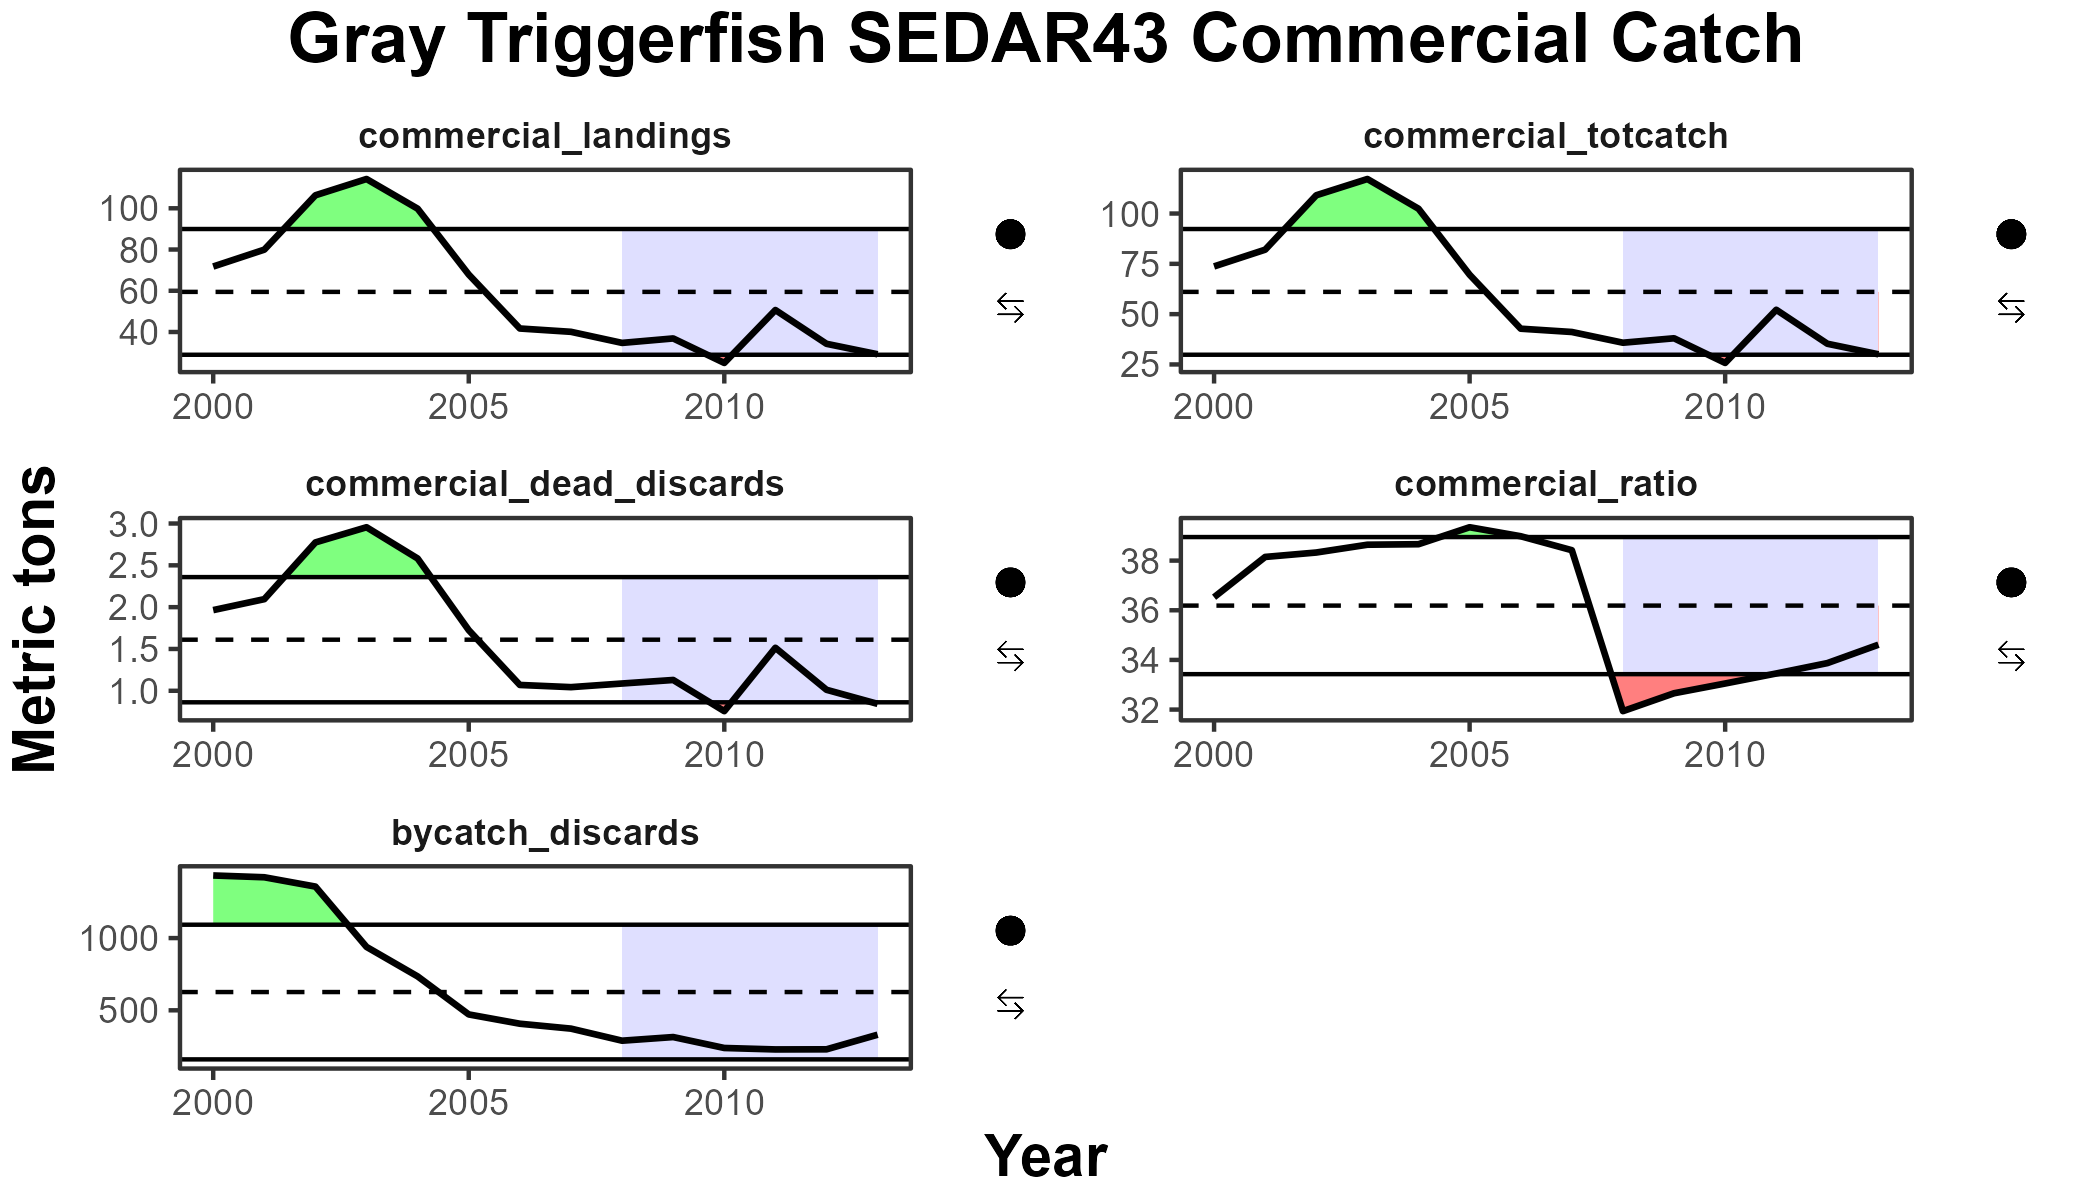 Gray Triggerfish SEDAR43 Commercial Catch
commercial_landings
100
80
60
40
2000 2005 2010
commercial_totcatch
100
75
50
25
2000 2005 2010
Metric tons
commercial_dead_discards
3.0
2.5
2.0
1.5
1.0
2000 2005 2010
commercial_ratio
38
36
34
32
2000 2005 2010
bycatch_discards
1000
500
2000 2005 2010
Year